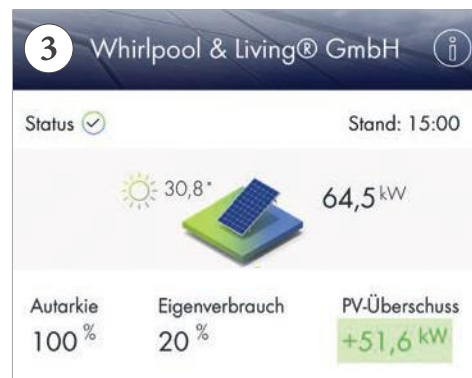 3 Whirlpool & Living® GmbH i
Status Stand: 15:00
30,8° 64,5 kW
Autarkie Eigenverbrauch PV-Überschuss
100 % 20 % +51,6 kW